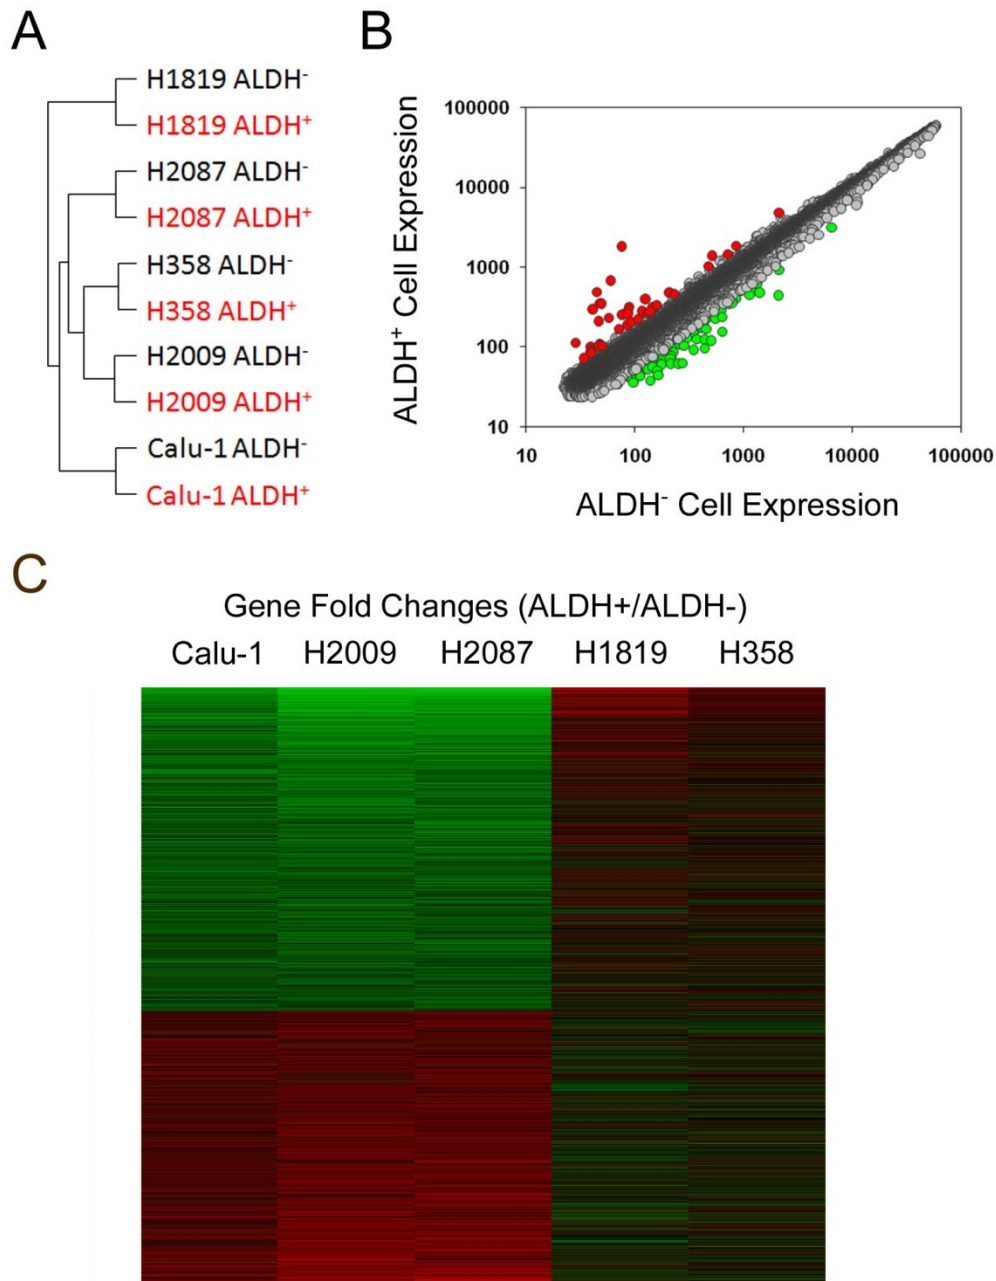 A
H1819 ALDH⁻
H1819 ALDH⁺
H2087 ALDH⁻
H2087 ALDH⁺
H358 ALDH⁻
H358 ALDH⁺
H2009 ALDH⁻
H2009 ALDH⁺
Calu-1 ALDH⁻
Calu-1 ALDH⁺
B
ALDH⁺ Cell Expression
100000
10000
1000
100
10
10 100 1000 10000 100000
ALDH⁻ Cell Expression
C
Gene Fold Changes (ALDH+/ALDH-)
Calu-1 H2009 H2087 H1819 H358